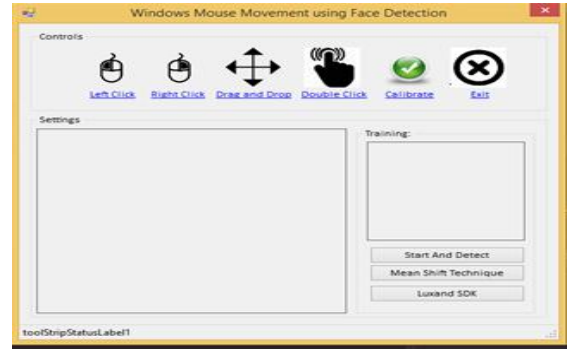 Windows Mouse Movement using Face Detection
Controls
Left Click Right Click Drag and Drop Double Click Calibrate Exit
Settings
Training:
Start And Detect
Mean Shift Technique
Luxand SDK
toolStripStatusLabel1